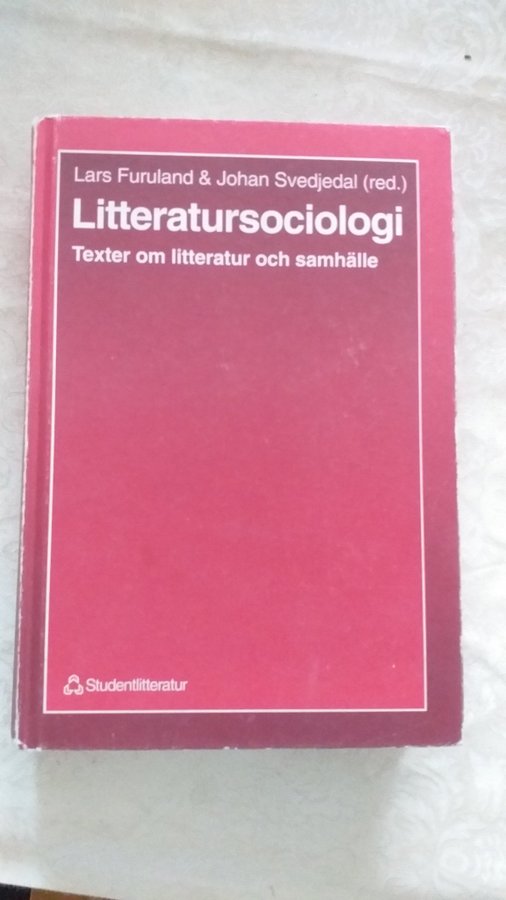 Lars Furuland & Johan Svedjedal (red.)
Litteratursociologi
Texter om litteratur och samhälle
Studentlitteratur